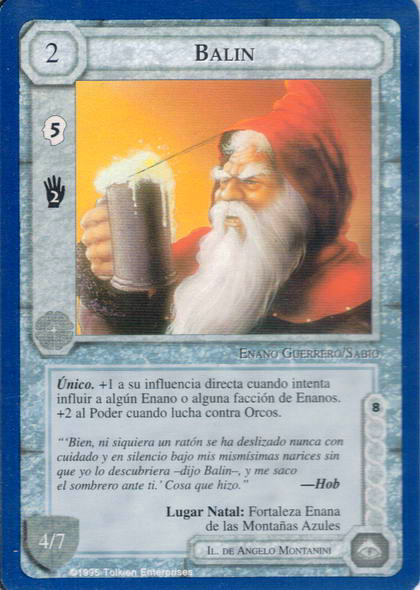 2
BALIN
5
2
ENANO GUERRERO/SABIO
Único. +1 a su influencia directa cuando intenta
influir a algún Enano o alguna facción de Enanos.
+2 al Poder cuando lucha contra Orcos.
8
“‘Bien, ni siquiera un ratón se ha deslizado nunca con
cuidado y en silencio bajo mis mismísimas narices sin
que yo lo descubriera –dijo Balin–, y me saco
el sombrero ante ti.’ Cosa que hizo.” —Hob
Lugar Natal: Fortaleza Enana
de las Montañas Azules
4/7
IL. DE ANGELO MONTANINI
©1995 Tolkien Enterprises